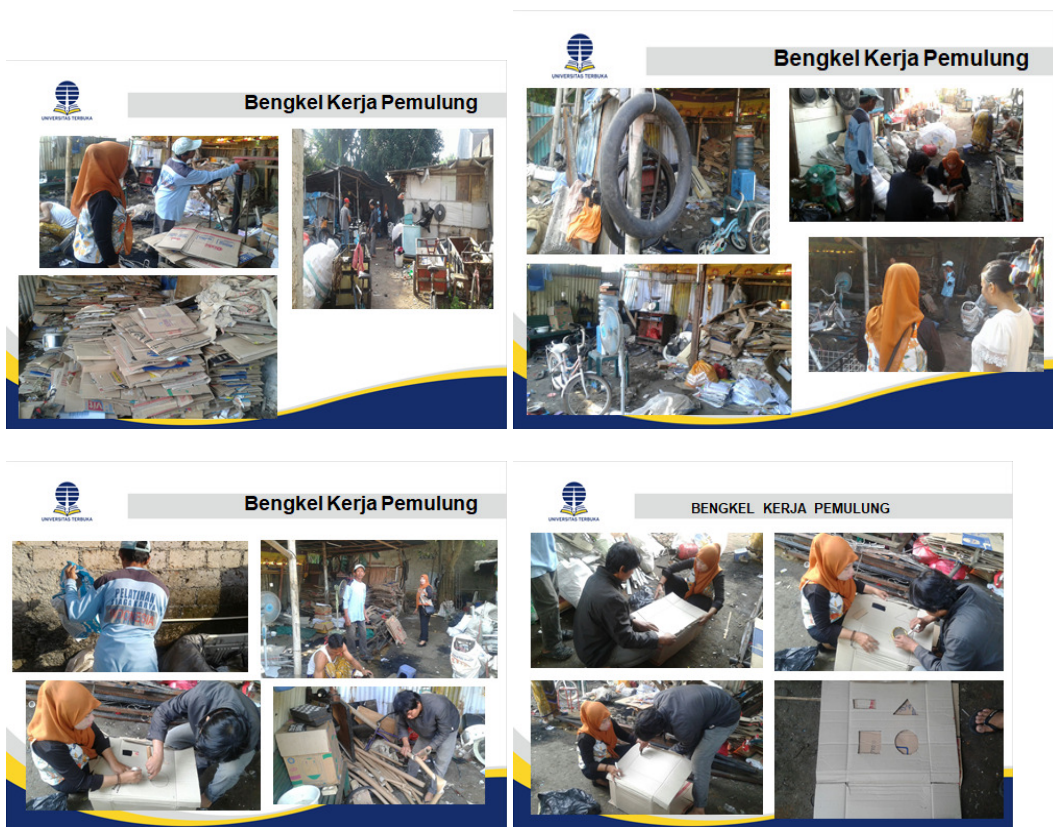 UNIVERSITAS TERBUKA
Bengkel Kerja Pemulung
UNIVERSITAS TERBUKA
Bengkel Kerja Pemulung
UNIVERSITAS TERBUKA
Bengkel Kerja Pemulung
PELATIHAN
UNIVERSITAS TERBUKA
BENGKEL KERJA PEMULUNG